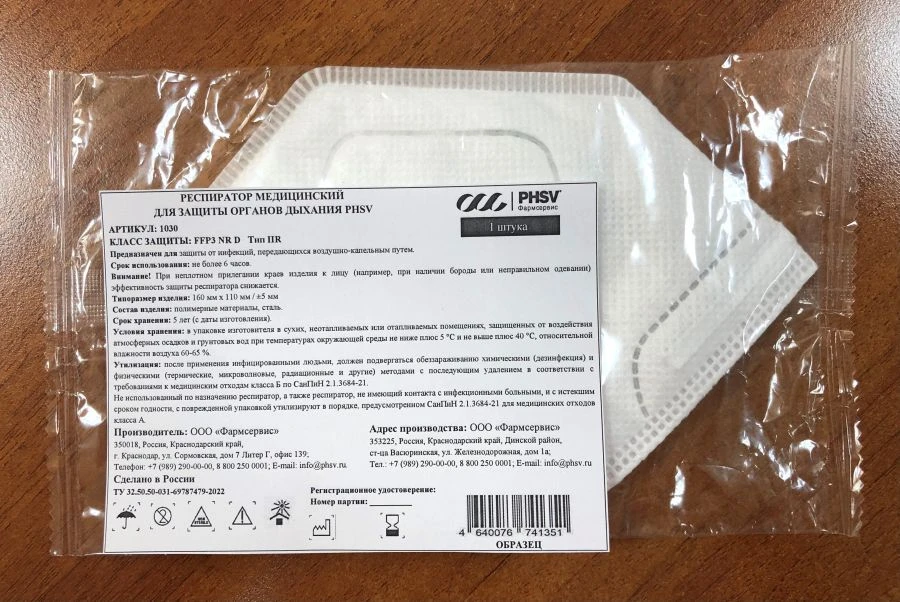 РЕСПИРАТОР МЕДИЦИНСКИЙ
ДЛЯ ЗАЩИТЫ ОРГАНОВ ДЫХАНИЯ PHSV
PHSV
Фармсервис
1 штука
АРТИКУЛ: 1030
КЛАСС ЗАЩИТЫ: FFP3 NR D Тип IIR
Предназначен для защиты от инфекций, передающихся воздушно-капельным путем.
Срок использования: не более 6 часов.
Внимание! При неплотном прилегании краев изделия к лицу (например, при наличии бороды или неправильном одевании)
эффективность защиты респиратора снижается.
Типоразмер изделия: 160 мм х 110 мм / ±5 мм
Состав изделия: полимерные материалы, сталь.
Срок хранения: 5 лет (с даты изготовления).
Условия хранения: в упаковке изготовителя в сухих, неотапливаемых или отапливаемых помещениях, защищенных от воздействия
атмосферных осадков и грунтовых вод при температурах окружающей среды не ниже плюс 5 °С и не выше плюс 40 °С, относительной
влажности воздуха 60-65 %.
Утилизация: после применения инфицированными людьми, должен подвергаться обеззараживанию химическими (дезинфекция) и
физическими (термические, микроволновые, радиационные и другие) методами с последующим удалением в соответствии с
требованиями к медицинским отходам класса Б по СанПиН 2.1.3684-21.
Не использованный по назначению респиратор, а также респиратор, не имеющий контакта с инфекционными больными, и с истекшим
сроком годности, с поврежденной упаковкой утилизируют в порядке, предусмотренном СанПиН 2.1.3684-21 для медицинских отходов
класса А.
Производитель: ООО «Фармсервис»
350018, Россия, Краснодарский край,
г. Краснодар, ул. Сормовская, дом 7 Литер Г, офис 139;
Телефон: +7 (989) 290-00-00, 8 800 250 0001; E-mail: info@phsv.ru
Адрес производства: ООО «Фармсервис»
353225, Россия, Краснодарский край, Динской район,
ст-ца Васюринская, ул. Железнодорожная, дом 1а;
Тел.: +7 (989) 290-00-00, 8 800 250 0001; E-mail: info@phsv.ru
Сделано в России
ТУ 32.50.50-031-69787479-2022
Регистрационное удостоверение:
Номер партии:
NON STERILE
4 640076 741351
ОБРАЗЕЦ